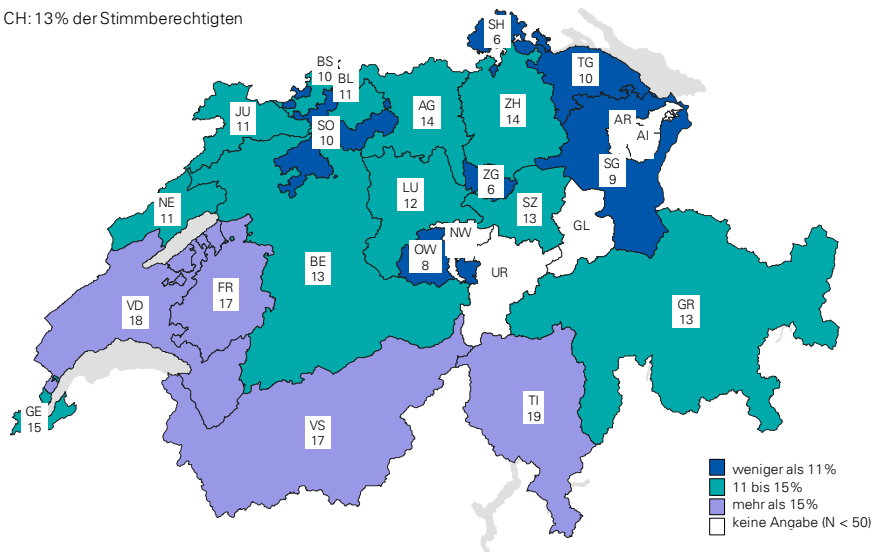 CH: 13% der Stimmberechtigten
SH
6
BS
10
BL
11
TG
10
JU
11
AG
14
ZH
14
SO
10
AR
AI
SG
9
ZG
6
LU
12
SZ
13
NE
11
GL
NW
OW
8
UR
BE
13
FR
17
VD
18
GR
13
GE
15
VS
17
TI
19
weniger als 11%
11 bis 15%
mehr als 15%
keine Angabe (N < 50)